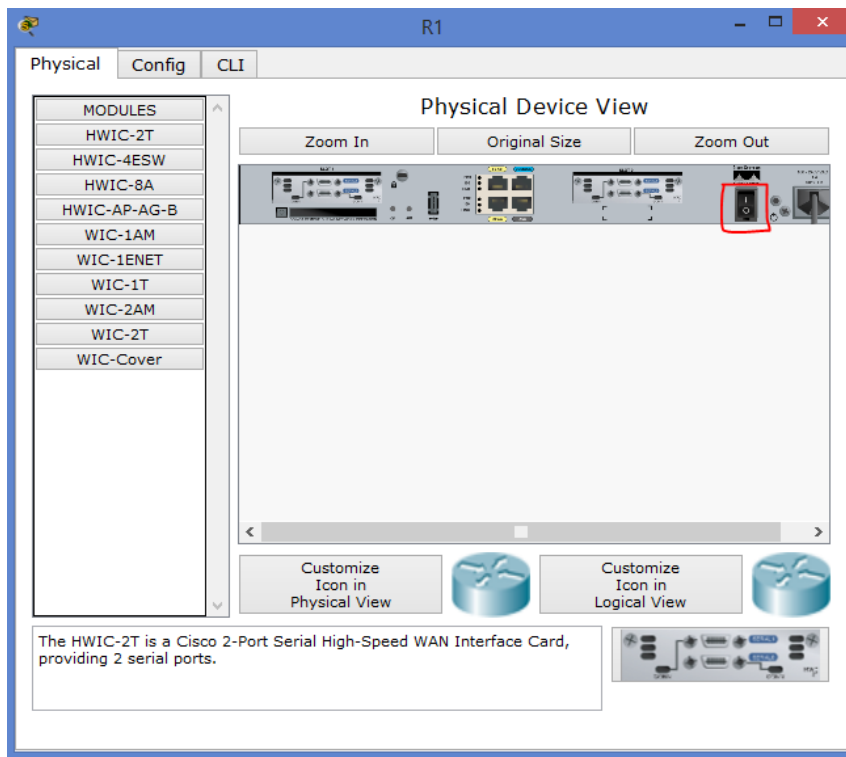 R1
Physical Config CLI
MODULES
HWIC-2T
HWIC-4ESW
HWIC-8A
HWIC-AP-AG-B
WIC-1AM
WIC-1ENET
WIC-1T
WIC-2AM
WIC-2T
WIC-Cover
Physical Device View
Zoom In Original Size Zoom Out
Customize
Icon in
Physical View
Customize
Icon in
Logical View
The HWIC-2T is a Cisco 2-Port Serial High-Speed WAN Interface Card,
providing 2 serial ports.